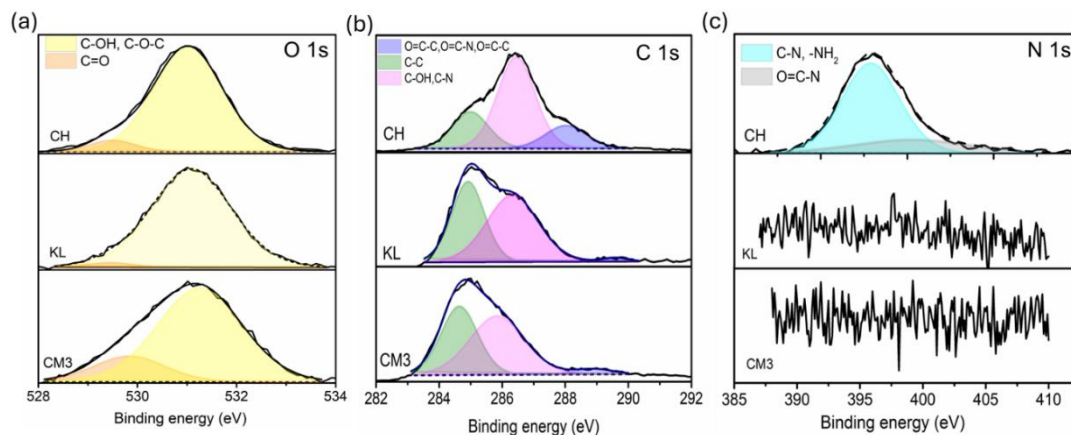 (a)
C-OH, C-O-C
C=O
O 1s
CH
KL
CM3
528 530 532 534
Binding energy (eV)
(b)
O=C-C,O=C-N,O=C-C
C-C
C-OH,C-N
C 1s
CH
KL
CM3
282 284 286 288 290 292
Binding energy (eV)
(c)
C-N, -NH₂
O=C-N
N 1s
CH
KL
CM3
385 390 395 400 405 410
Binding energy (eV)